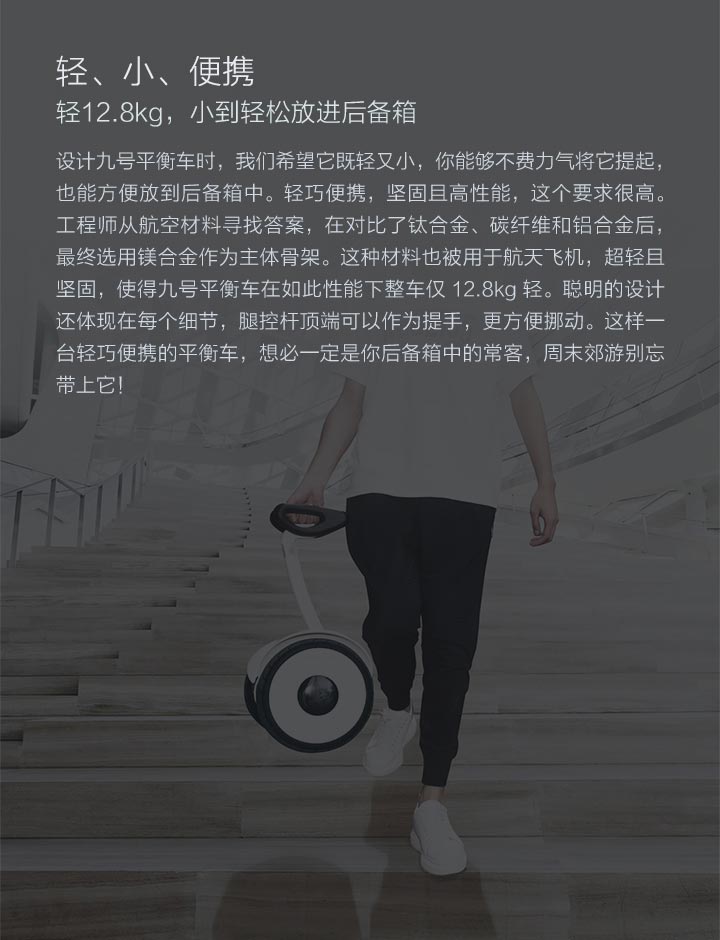 轻、小、便携
轻12.8kg，小到轻松放进后备箱
设计九号平衡车时，我们希望它既轻又小，你能够不费力气将它提起，
也能方便放到后备箱中。轻巧便携，坚固且高性能，这个要求很高。
工程师从航空材料寻找答案，在对比了钛合金、碳纤维和铝合金后，
最终选用镁合金作为主体骨架。这种材料也被用于航天飞机，超轻且
坚固，使得九号平衡车在如此性能下整车仅 12.8kg 轻。聪明的设计
还体现在每个细节，腿控杆顶端可以作为提手，更方便挪动。这样一
台轻巧便携的平衡车，想必一定是你后备箱中的常客，周末郊游别忘
带上它！